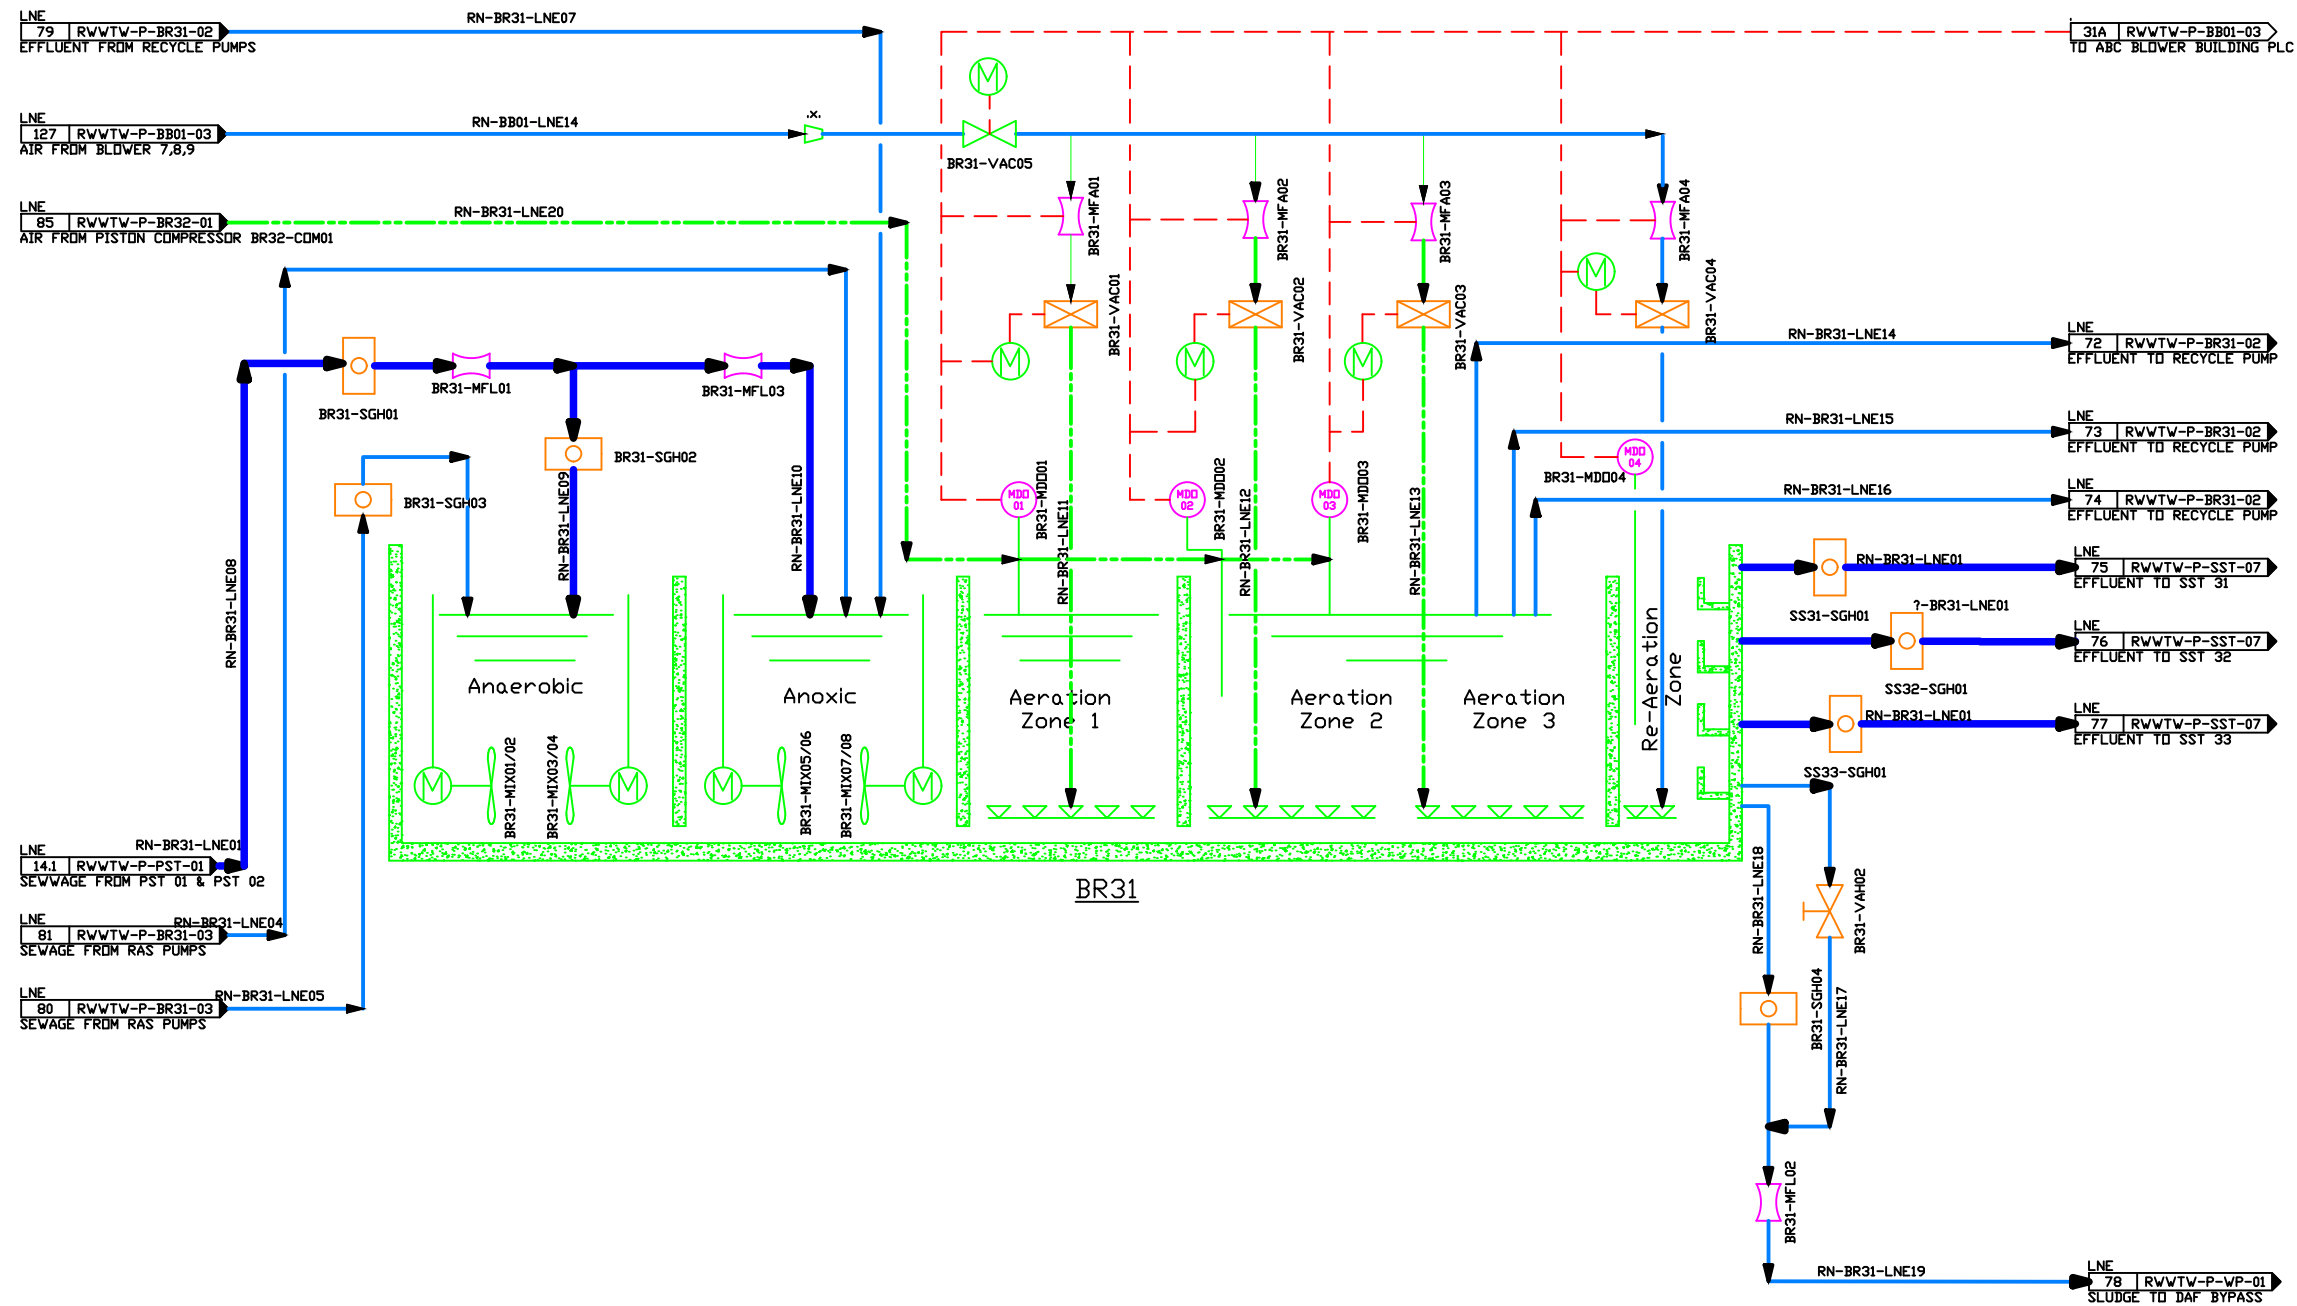 LNE
79 RWWTW-P-BR31-02
EFFLUENT FROM RECYCLE PUMPS
RN-BR31-LNE07
31A RWWTW-P-BB01-03
TO ABC BLOWER BUILDING PLC
LNE
127 RWWTW-P-BB01-03
AIR FROM BLOWER 7,8,9
RN-BB01-LNE14
.x.
M
BR31-VAC05
LNE
85 RWWTW-P-BR32-01
AIR FROM PISTON COMPRESSOR BR32-COM01
RN-BR31-LNE20
BR31-MFA01
BR31-MFA02
BR31-MFA03
BR31-MFA04
BR31-VAC01
BR31-VAC02
BR31-VAC03
BR31-VAC04
M
M
M
M
BR31-SGH01
BR31-MFL01
BR31-MFL03
BR31-SGH02
BR31-SGH03
RN-BR31-LNE08
RN-BR31-LNE09
RN-BR31-LNE10
MDO
01
BR31-MDO01
RN-BR31-LNE11
MDO
02
BR31-MDO02
RN-BR31-LNE12
MDO
03
BR31-MDO03
RN-BR31-LNE13
MDO
04
BR31-MDO04
RN-BR31-LNE14
LNE
72 RWWTW-P-BR31-02
EFFLUENT TO RECYCLE PUMP
RN-BR31-LNE15
LNE
73 RWWTW-P-BR31-02
EFFLUENT TO RECYCLE PUMP
RN-BR31-LNE16
LNE
74 RWWTW-P-BR31-02
EFFLUENT TO RECYCLE PUMP
RN-BR31-LNE01
LNE
75 RWWTW-P-SST-07
EFFLUENT TO SST 31
SS31-SGH01
?-BR31-LNE01
LNE
76 RWWTW-P-SST-07
EFFLUENT TO SST 32
SS32-SGH01
RN-BR31-LNE01
LNE
77 RWWTW-P-SST-07
EFFLUENT TO SST 33
SS33-SGH01
Anaerobic
Anoxic
Aeration
Zone 1
Aeration
Zone 2
Aeration
Zone 3
Re-Aeration
Zone
M
BR31-MIX01/02
BR31-MIX03/04
M
M
BR31-MIX05/06
BR31-MIX07/08
M
BR31
RN-BR31-LNE01
LNE
14.1 RWWTW-P-PST-01
SEWWAGE FROM PST 01 & PST 02
RN-BR31-LNE04
LNE
81 RWWTW-P-BR31-03
SEWAGE FROM RAS PUMPS
RN-BR31-LNE05
LNE
80 RWWTW-P-BR31-03
SEWAGE FROM RAS PUMPS
RN-BR31-LNE18
BR31-VAH02
BR31-SGH04
RN-BR31-LNE17
BR31-MFL02
RN-BR31-LNE19
LNE
78 RWWTW-P-WP-01
SLUDGE TO DAF BYPASS